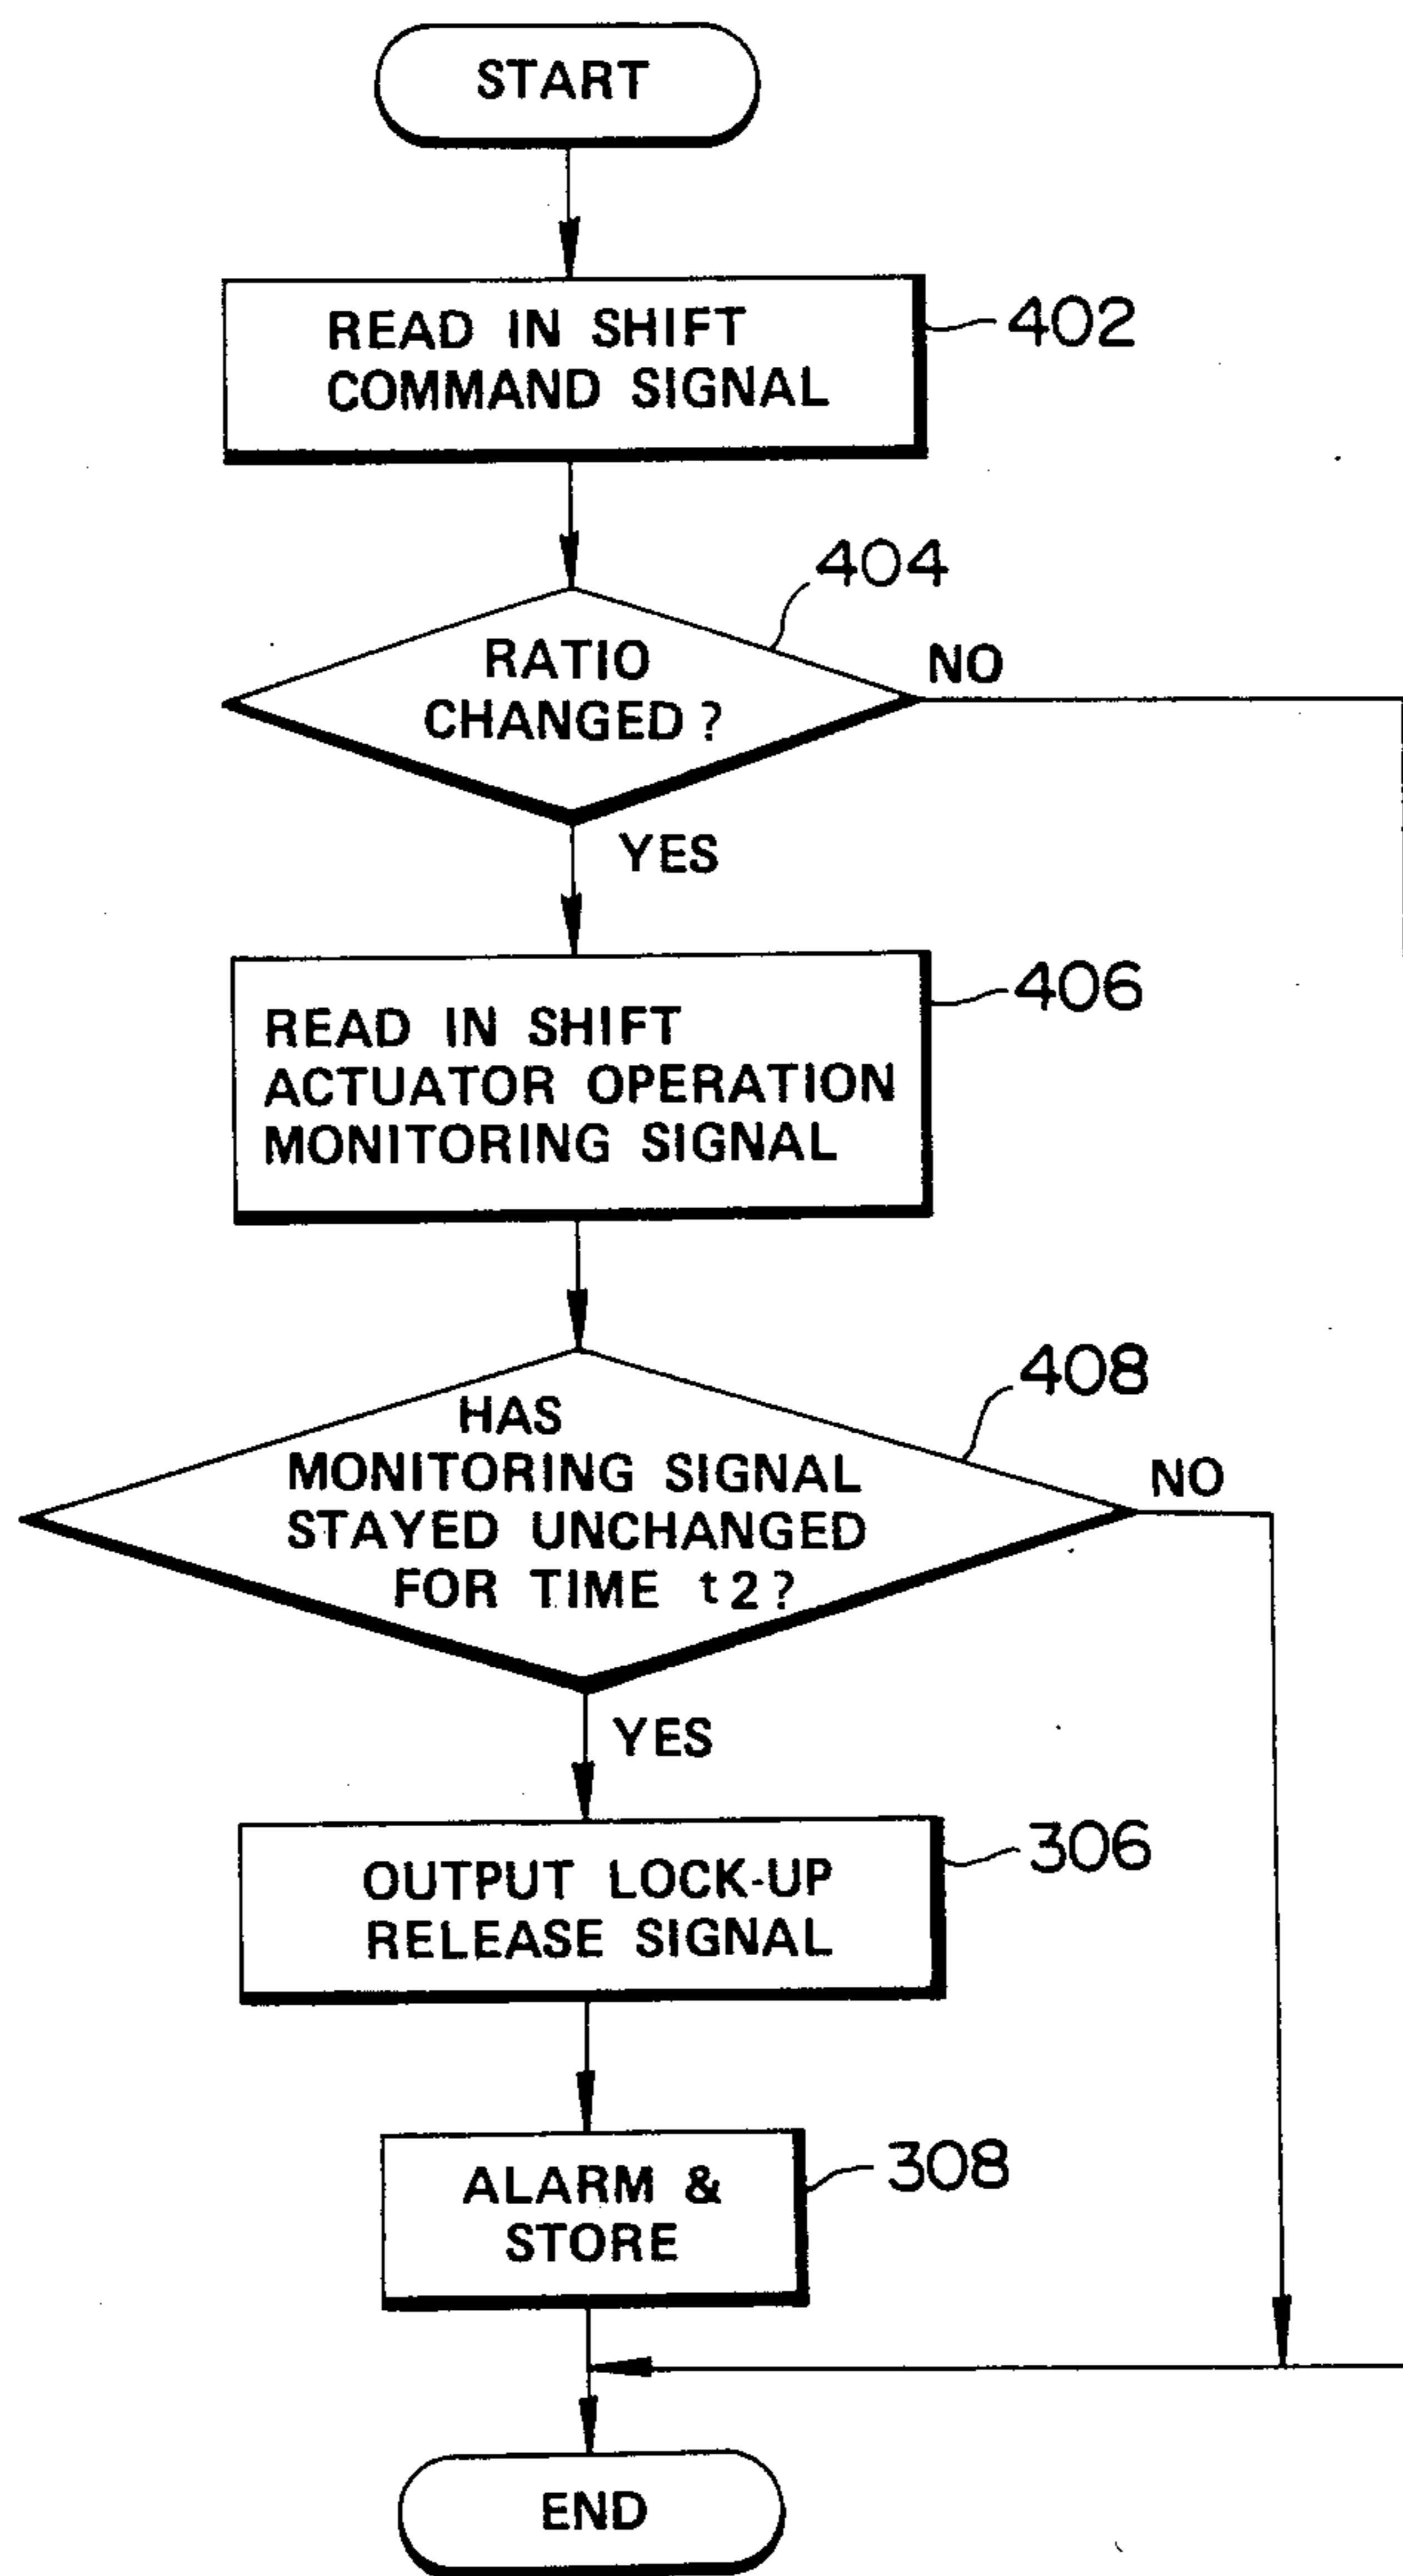 START
READ IN SHIFT
COMMAND SIGNAL
402
404
RATIO
CHANGED?
NO
YES
406
READ IN SHIFT
ACTUATOR OPERATION
MONITORING SIGNAL
408
HAS
MONITORING SIGNAL
STAYED UNCHANGED
FOR TIME t2?
NO
YES
306
OUTPUT LOCK-UP
RELEASE SIGNAL
308
ALARM &
STORE
END